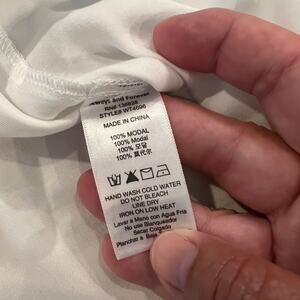 Always and Forever
RN# 136828
STYLE# WT4696
MADE IN CHINA
100% MODAL
100% Modal
100% 모달
100% 莫代尔
HAND WASH COLD WATER
DO NOT BLEACH
LINE DRY
IRON ON LOW HEAT
Lavar a Mano con Agua Fria
No use Blanqueador
Secar Colgado
Planchar a Baja